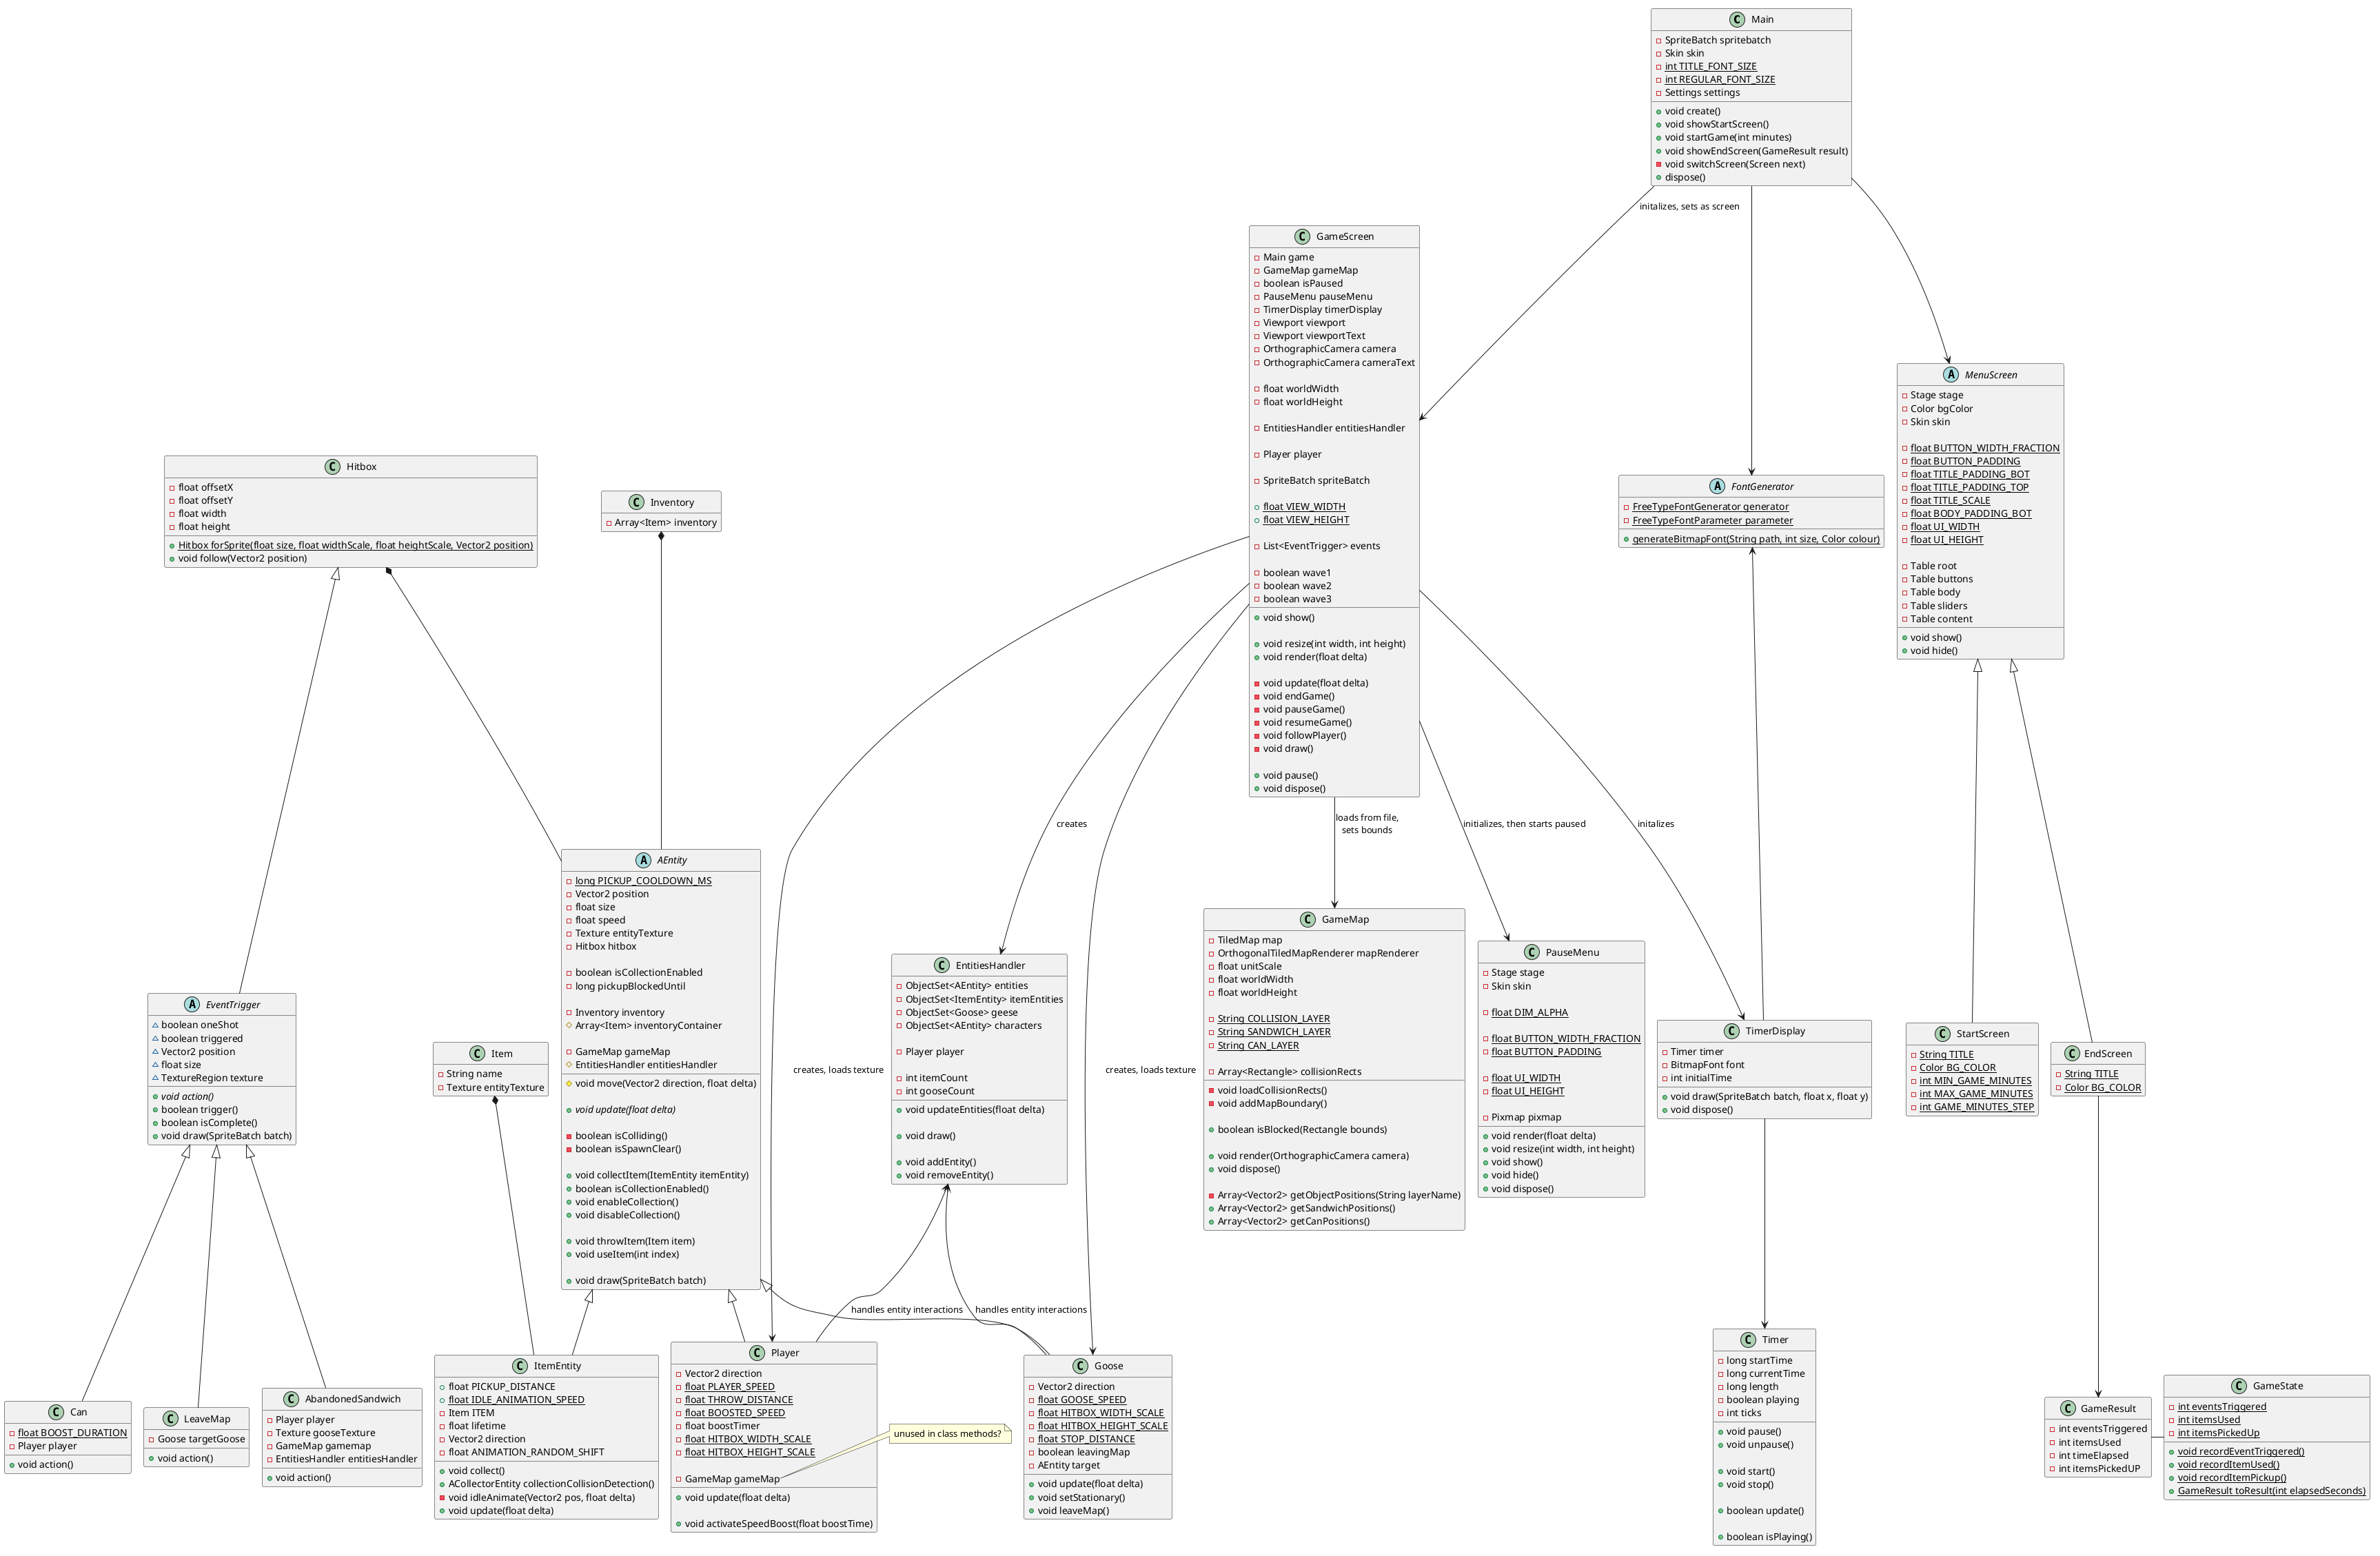 Main
SpriteBatch spritebatch
Skin skin
int TITLE_FONT_SIZE
int REGULAR_FONT_SIZE
Settings settings
void create()
void showStartScreen()
void startGame(int minutes)
void showEndScreen(GameResult result)
void switchScreen(Screen next)
dispose()
initalizes, sets as screen
GameScreen
Main game
GameMap gameMap
boolean isPaused
PauseMenu pauseMenu
TimerDisplay timerDisplay
Viewport viewport
Viewport viewportText
OrthographicCamera camera
OrthographicCamera cameraText
float worldWidth
float worldHeight
EntitiesHandler entitiesHandler
Player player
SpriteBatch spriteBatch
float VIEW_WIDTH
float VIEW_HEIGHT
List<EventTrigger> events
boolean wave1
boolean wave2
boolean wave3
void show()
void resize(int width, int height)
void render(float delta)
void update(float delta)
void endGame()
void pauseGame()
void resumeGame()
void followPlayer()
void draw()
void pause()
void dispose()
MenuScreen
Stage stage
Color bgColor
Skin skin
float BUTTON_WIDTH_FRACTION
float BUTTON_PADDING
float TITLE_PADDING_BOT
float TITLE_PADDING_TOP
float TITLE_SCALE
float BODY_PADDING_BOT
float UI_WIDTH
float UI_HEIGHT
Table root
Table buttons
Table body
Table sliders
Table content
void show()
void hide()
Hitbox
float offsetX
float offsetY
float width
float height
Hitbox forSprite(float size, float widthScale, float heightScale, Vector2 position)
void follow(Vector2 position)
Inventory
Array<Item> inventory
FontGenerator
FreeTypeFontGenerator generator
FreeTypeFontParameter parameter
generateBitmapFont(String path, int size, Color colour)
creates
loads from file,
sets bounds
initializes, then starts paused
initalizes
AEntity
long PICKUP_COOLDOWN_MS
Vector2 position
float size
float speed
Texture entityTexture
Hitbox hitbox
boolean isCollectionEnabled
long pickupBlockedUntil
Inventory inventory
Array<Item> inventoryContainer
GameMap gameMap
EntitiesHandler entitiesHandler
void move(Vector2 direction, float delta)
void update(float delta)
boolean isColliding()
boolean isSpawnClear()
void collectItem(ItemEntity itemEntity)
boolean isCollectionEnabled()
void enableCollection()
void disableCollection()
void throwItem(Item item)
void useItem(int index)
void draw(SpriteBatch batch)
EventTrigger
boolean oneShot
boolean triggered
Vector2 position
float size
TextureRegion texture
void action()
boolean trigger()
boolean isComplete()
void draw(SpriteBatch batch)
Item
String name
Texture entityTexture
creates, loads texture
EntitiesHandler
ObjectSet<AEntity> entities
ObjectSet<ItemEntity> itemEntities
ObjectSet<Goose> geese
ObjectSet<AEntity> characters
Player player
int itemCount
int gooseCount
void updateEntities(float delta)
void draw()
void addEntity()
void removeEntity()
creates, loads texture
GameMap
TiledMap map
OrthogonalTiledMapRenderer mapRenderer
float unitScale
float worldWidth
float worldHeight
String COLLISION_LAYER
String SANDWICH_LAYER
String CAN_LAYER
Array<Rectangle> collisionRects
void loadCollisionRects()
void addMapBoundary()
boolean isBlocked(Rectangle bounds)
void render(OrthographicCamera camera)
void dispose()
Array<Vector2> getObjectPositions(String layerName)
Array<Vector2> getSandwichPositions()
Array<Vector2> getCanPositions()
PauseMenu
Stage stage
Skin skin
float DIM_ALPHA
float BUTTON_WIDTH_FRACTION
float BUTTON_PADDING
float UI_WIDTH
float UI_HEIGHT
Pixmap pixmap
void render(float delta)
void resize(int width, int height)
void show()
void hide()
void dispose()
TimerDisplay
Timer timer
BitmapFont font
int initialTime
void draw(SpriteBatch batch, float x, float y)
void dispose()
StartScreen
String TITLE
Color BG_COLOR
int MIN_GAME_MINUTES
int MAX_GAME_MINUTES
int GAME_MINUTES_STEP
EndScreen
String TITLE
Color BG_COLOR
handles entity interactions
handles entity interactions
Can
float BOOST_DURATION
Player player
void action()
LeaveMap
Goose targetGoose
void action()
AbandonedSandwich
Player player
Texture gooseTexture
GameMap gamemap
EntitiesHandler entitiesHandler
void action()
ItemEntity
float PICKUP_DISTANCE
float IDLE_ANIMATION_SPEED
Item ITEM
float lifetime
Vector2 direction
float ANIMATION_RANDOM_SHIFT
void collect()
ACollectorEntity collectionCollisionDetection()
void idleAnimate(Vector2 pos, float delta)
void update(float delta)
Player
Vector2 direction
float PLAYER_SPEED
float THROW_DISTANCE
float BOOSTED_SPEED
float boostTimer
float HITBOX_WIDTH_SCALE
float HITBOX_HEIGHT_SCALE
GameMap gameMap
void update(float delta)
void activateSpeedBoost(float boostTime)
unused in class methods?
Goose
Vector2 direction
float GOOSE_SPEED
float HITBOX_WIDTH_SCALE
float HITBOX_HEIGHT_SCALE
float STOP_DISTANCE
boolean leavingMap
AEntity target
void update(float delta)
void setStationary()
void leaveMap()
Timer
long startTime
long currentTime
long length
boolean playing
int ticks
void pause()
void unpause()
void start()
void stop()
boolean update()
boolean isPlaying()
GameResult
int eventsTriggered
int itemsUsed
int timeElapsed
int itemsPickedUP
GameState
int eventsTriggered
int itemsUsed
int itemsPickedUp
void recordEventTriggered()
void recordItemUsed()
void recordItemPickup()
GameResult toResult(int elapsedSeconds)